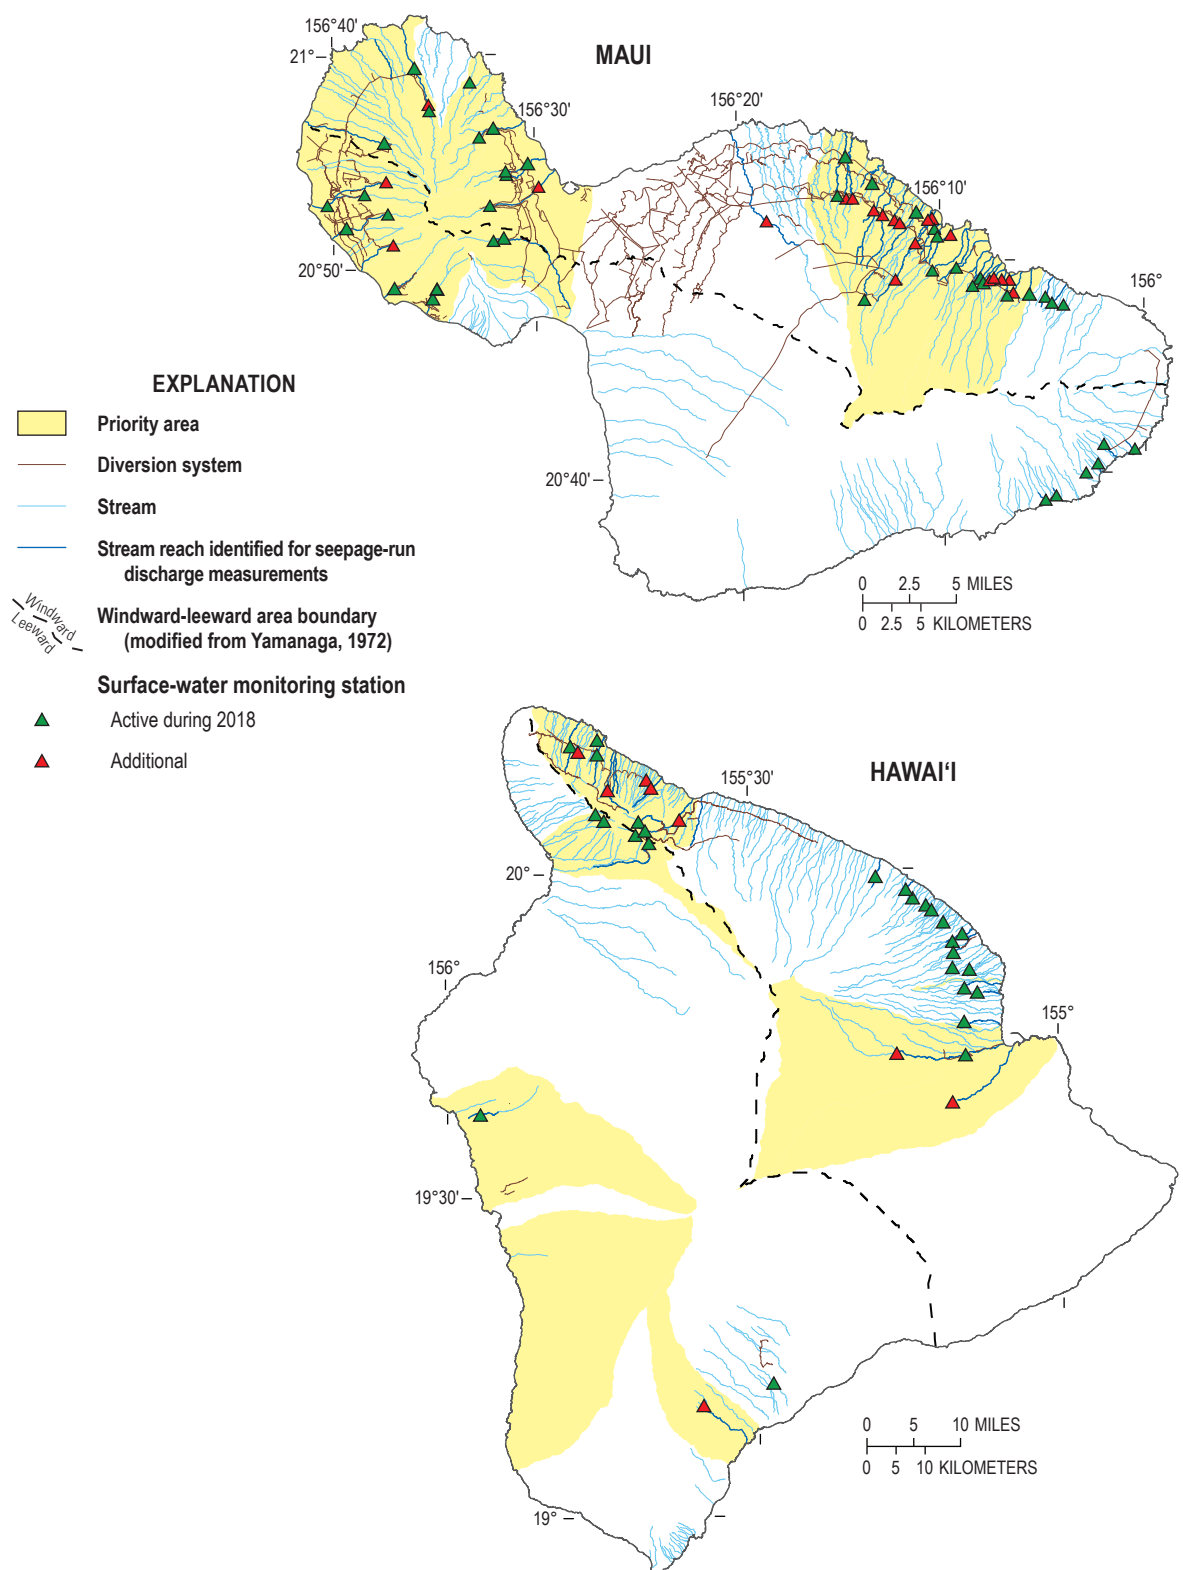 MAUI
156°40'
21°
156°30'
156°20'
156°10'
156°
20°50'
20°40'
0 2.5 5 MILES
0 2.5 5 KILOMETERS
EXPLANATION
Priority area
Diversion system
Stream
Stream reach identified for seepage-run
discharge measurements
Windward
Leeward
Windward-leeward area boundary
(modified from Yamanaga, 1972)
Surface-water monitoring station
Active during 2018
Additional
HAWAIʻI
155°30'
20°
156°
155°
19°30'
19°
0 5 10 MILES
0 5 10 KILOMETERS